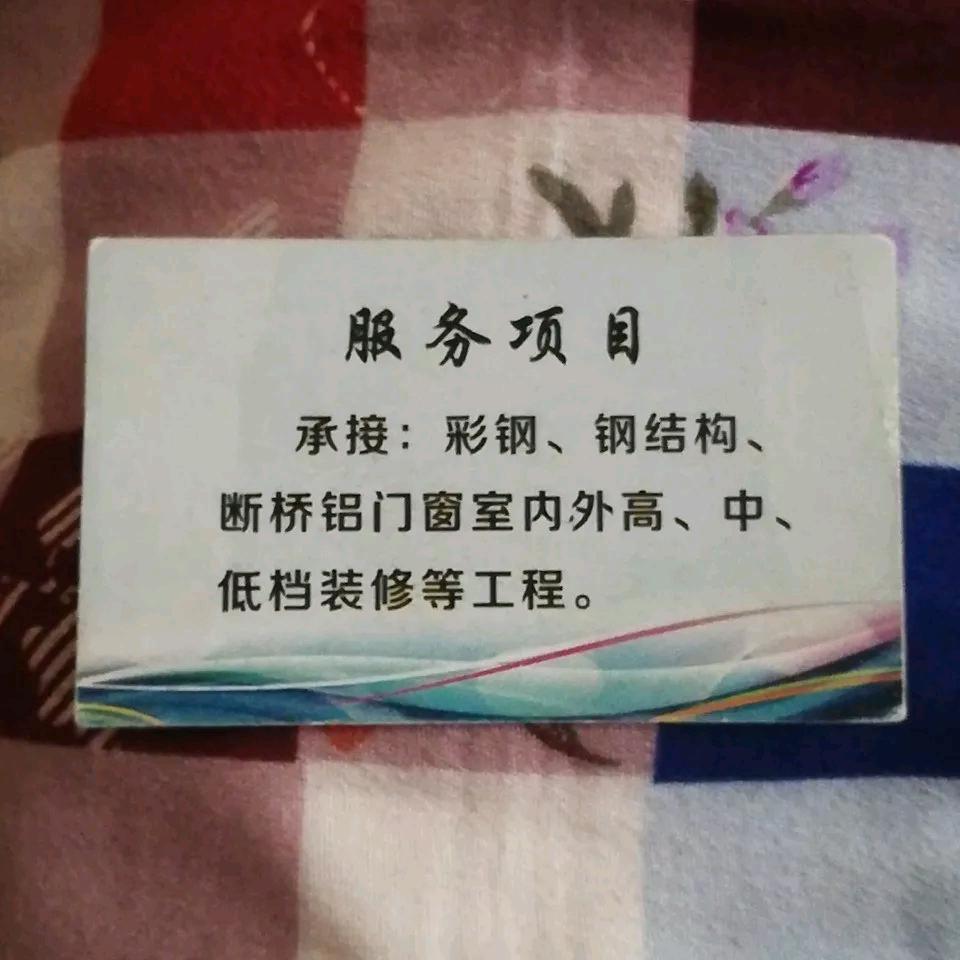 服务项目
承接：彩钢、钢结构、
断桥铝门窗室内外高、中、
低档装修等工程。